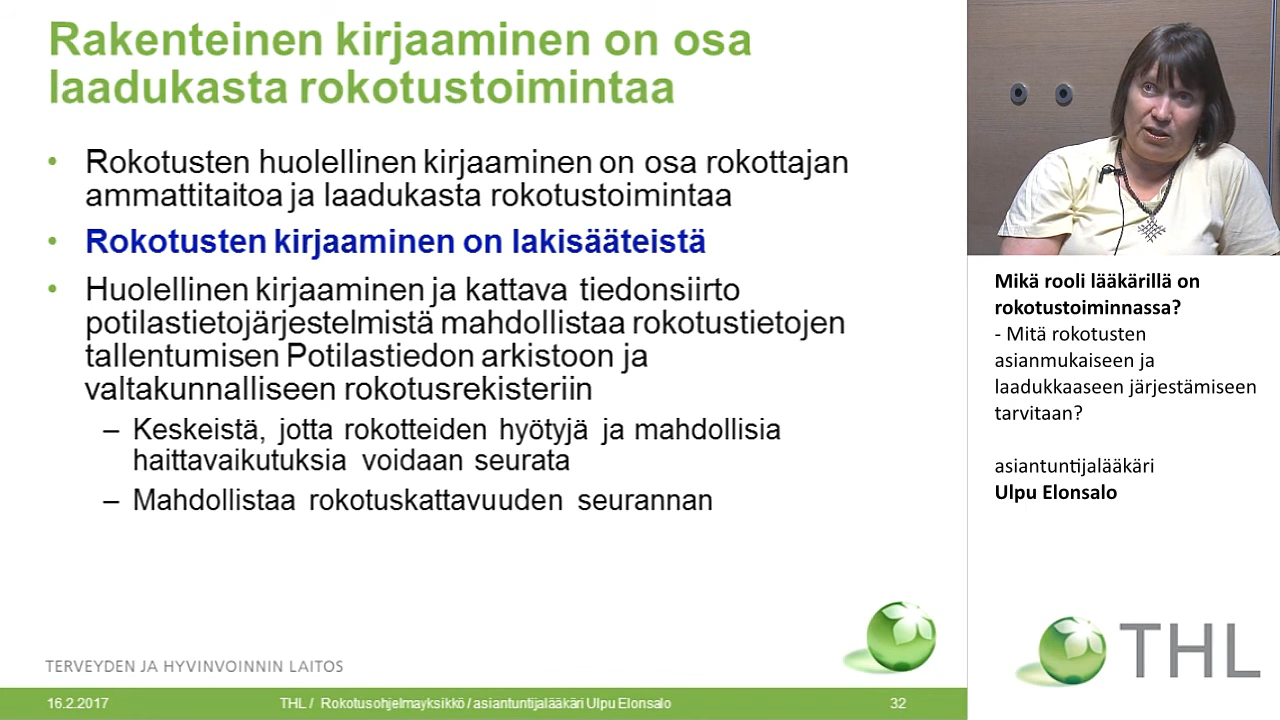 Rakenteinen kirjaaminen on osa
laadukasta rokotustoimintaa
• Rokotusten huolellinen kirjaaminen on osa rokottajan
ammattitaitoa ja laadukasta rokotustoimintaa
• Rokotusten kirjaaminen on lakisääteistä
• Huolellinen kirjaaminen ja kattava tiedonsiirto
potilastietojärjestelmistä mahdollistaa rokotustietojen
tallentumisen Potilastiedon arkistoon ja
valtakunnalliseen rokotusrekisteriin
– Keskeistä, jotta rokotteiden hyötyjä ja mahdollisia
haittavaikutuksia voidaan seurata
– Mahdollistaa rokotuskattavuuden seurannan
TERVEYDEN JA HYVINVOINNIN LAITOS
16.2.2017 THL / Rokotusohjelmayksikkö / asiantuntijalääkäri Ulpu Elonsalo 32
Mikä rooli lääkärillä on
rokotustoiminnassa?
- Mitä rokotusten
asianmukaiseen ja
laadukkaaseen järjestämiseen
tarvitaan?
asiantuntijalääkäri
Ulpu Elonsalo
THL